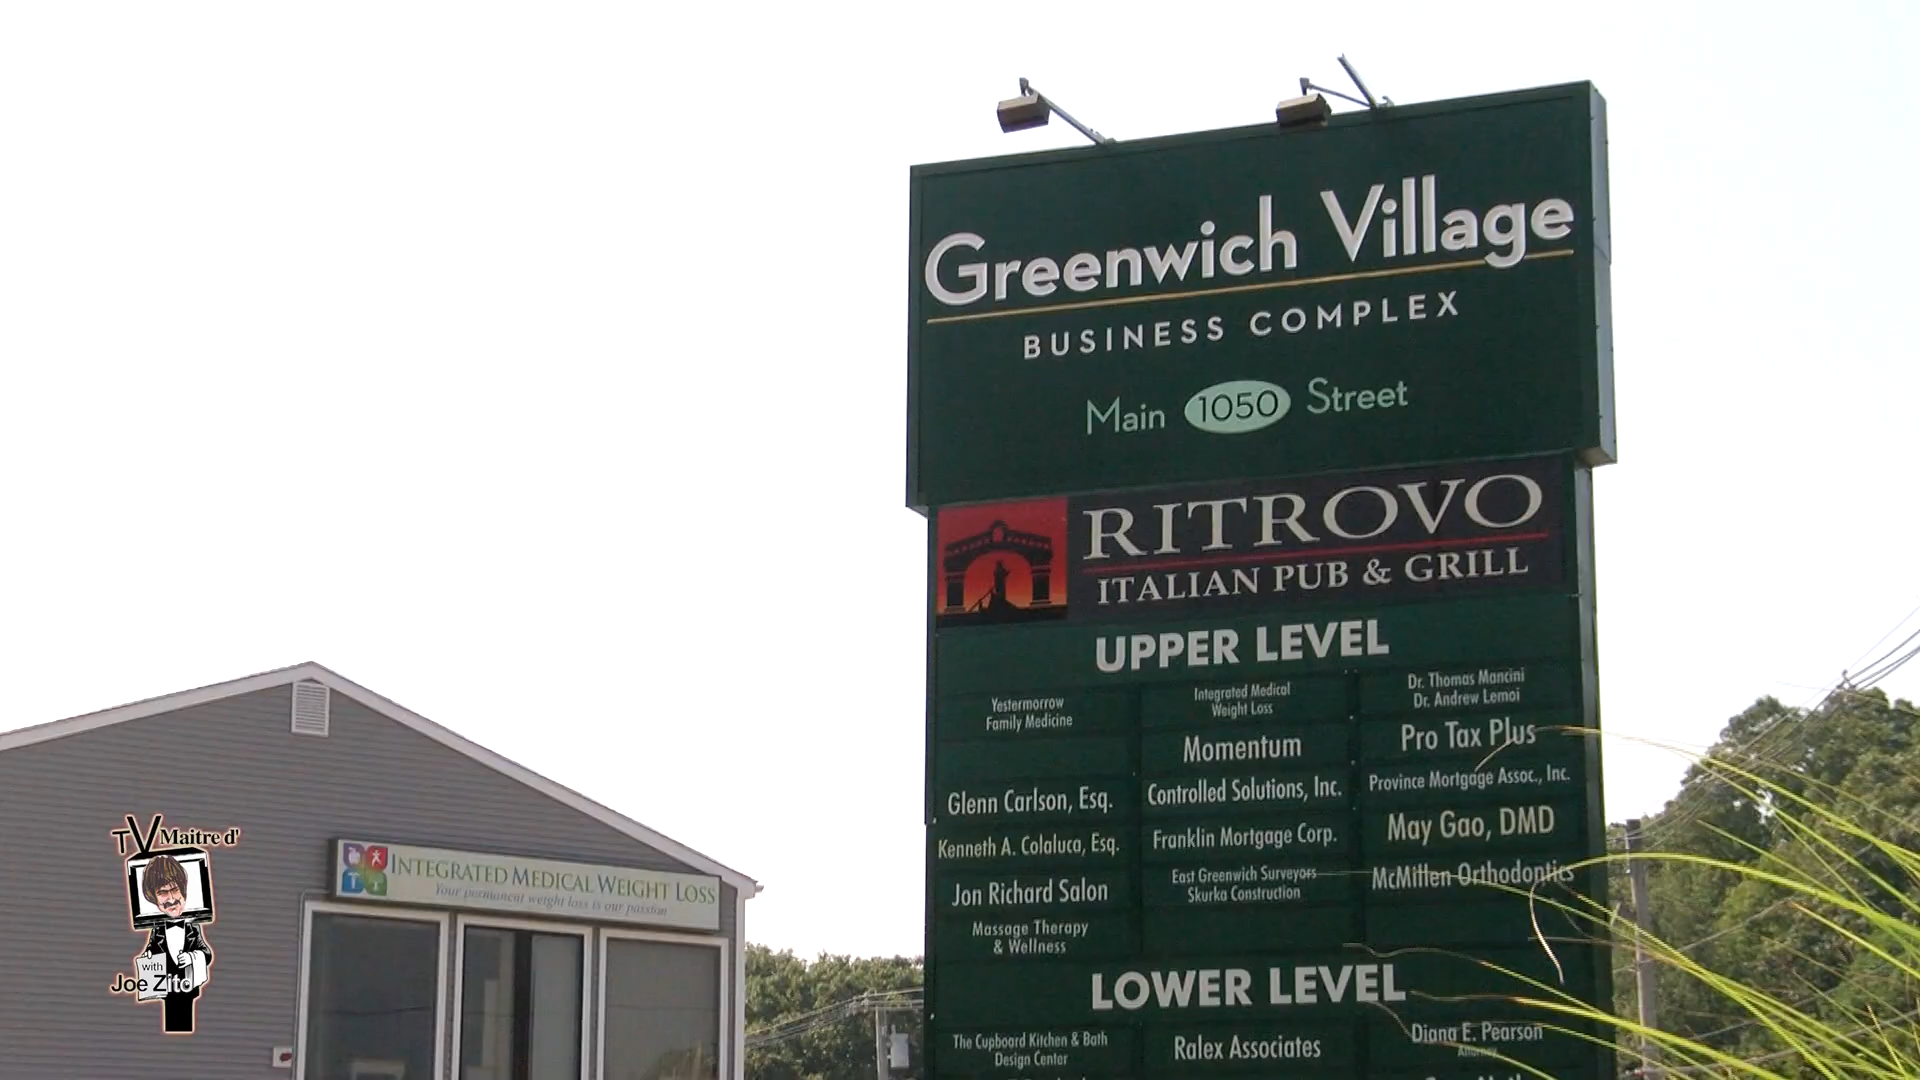 Greenwich Village
BUSINESS COMPLEX
Main 1050 Street
RITROVO
ITALIAN PUB & GRILL
UPPER LEVEL
Yestermorrow
Family Medicine
Glenn Carlson, Esq.
Kenneth A. Colaluca, Esq.
Jon Richard Salon
Massage Therapy
& Wellness
Integrated Medical
Weight Loss
Momentum
Controlled Solutions, Inc.
Franklin Mortgage Corp.
East Greenwich Surveyors
Skurka Construction
Dr. Thomas Mancini
Dr. Andrew Lemoi
Pro Tax Plus
Province Mortgage Assoc., Inc.
May Gao, DMD
McMillen Orthodontics
LOWER LEVEL
The Cupboard Kitchen & Bath
Design Center
Ralex Associates
Diana E. Pearson
Attorney
INTEGRATED MEDICAL WEIGHT LOSS
Your permanent weight loss is our passion
TV Maitre d'
with
Joe Zito